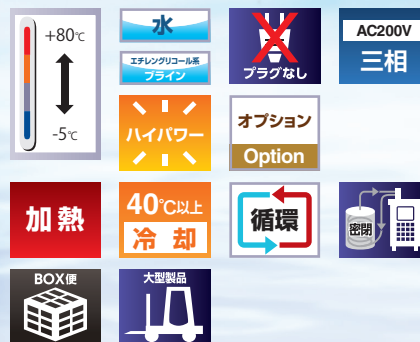 +80℃
-5℃
水
エチレングリコール系
ブライン
プラグなし
AC200V
三相
ハイパワー
オプション
Option
加熱
40℃以上
冷却
循環
密閉
BOX便
大型製品